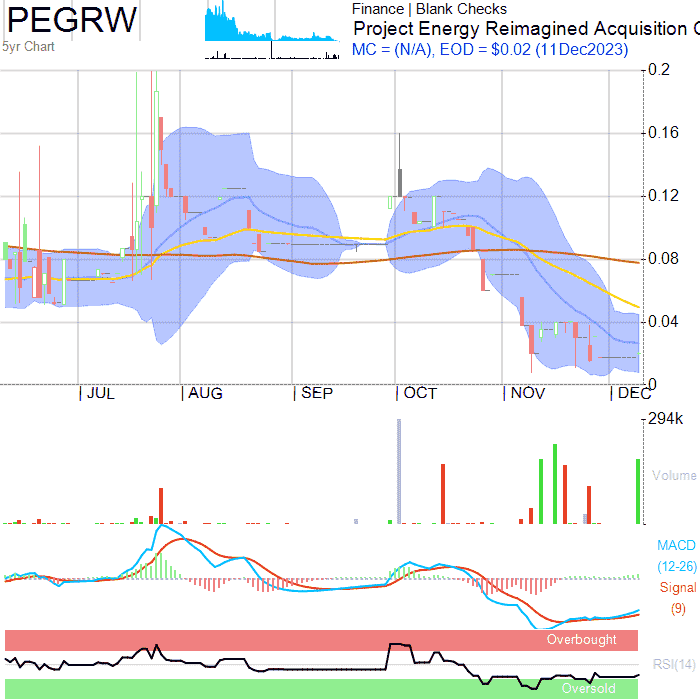 PEGRW
5yr Chart
Finance | Blank Checks
Project Energy Reimagined Acquisition C
MC = (N/A), EOD = $0.02 (11Dec2023)
0.2
0.16
0.12
0.08
0.04
0
JUL AUG SEP OCT NOV DEC
294k
Volume
MACD
(12-26)
Signal
(9)
Overbought
RSI(14)
Oversold